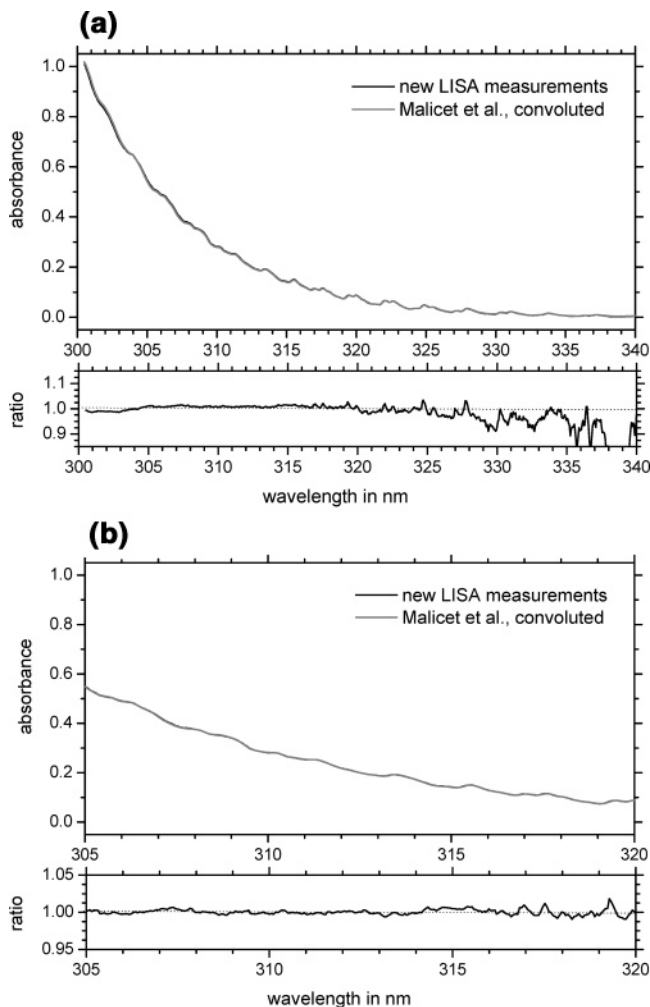 (a)
new LISA measurements
Malicet et al., convoluted
absorbance
1.0
0.8
0.6
0.4
0.2
0.0
300 305 310 315 320 325 330 335 340
ratio
1.1
1.0
0.9
300 305 310 315 320 325 330 335 340
wavelength in nm
(b)
new LISA measurements
Malicet et al., convoluted
absorbance
1.0
0.8
0.6
0.4
0.2
0.0
305 310 315 320
ratio
1.05
1.00
0.95
305 310 315 320
wavelength in nm